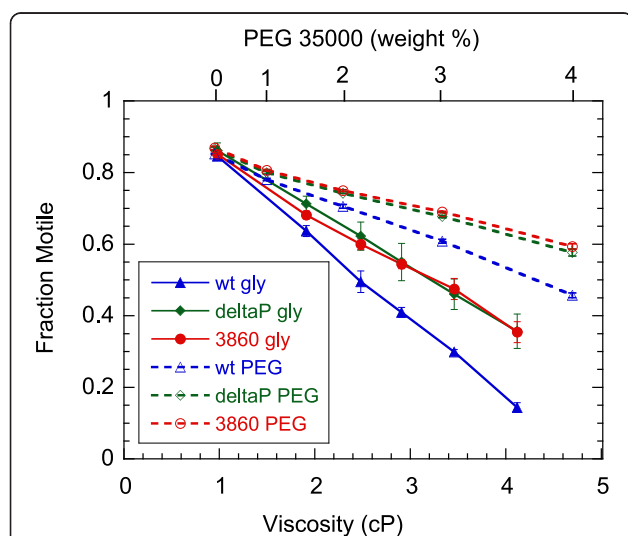 PEG 35000 (weight %)
0 1 2 3 4
1
0.8
0.6
0.4
0.2
0
Fraction Motile
wt gly
deltaP gly
3860 gly
wt PEG
deltaP PEG
3860 PEG
0 1 2 3 4 5
Viscosity (cP)